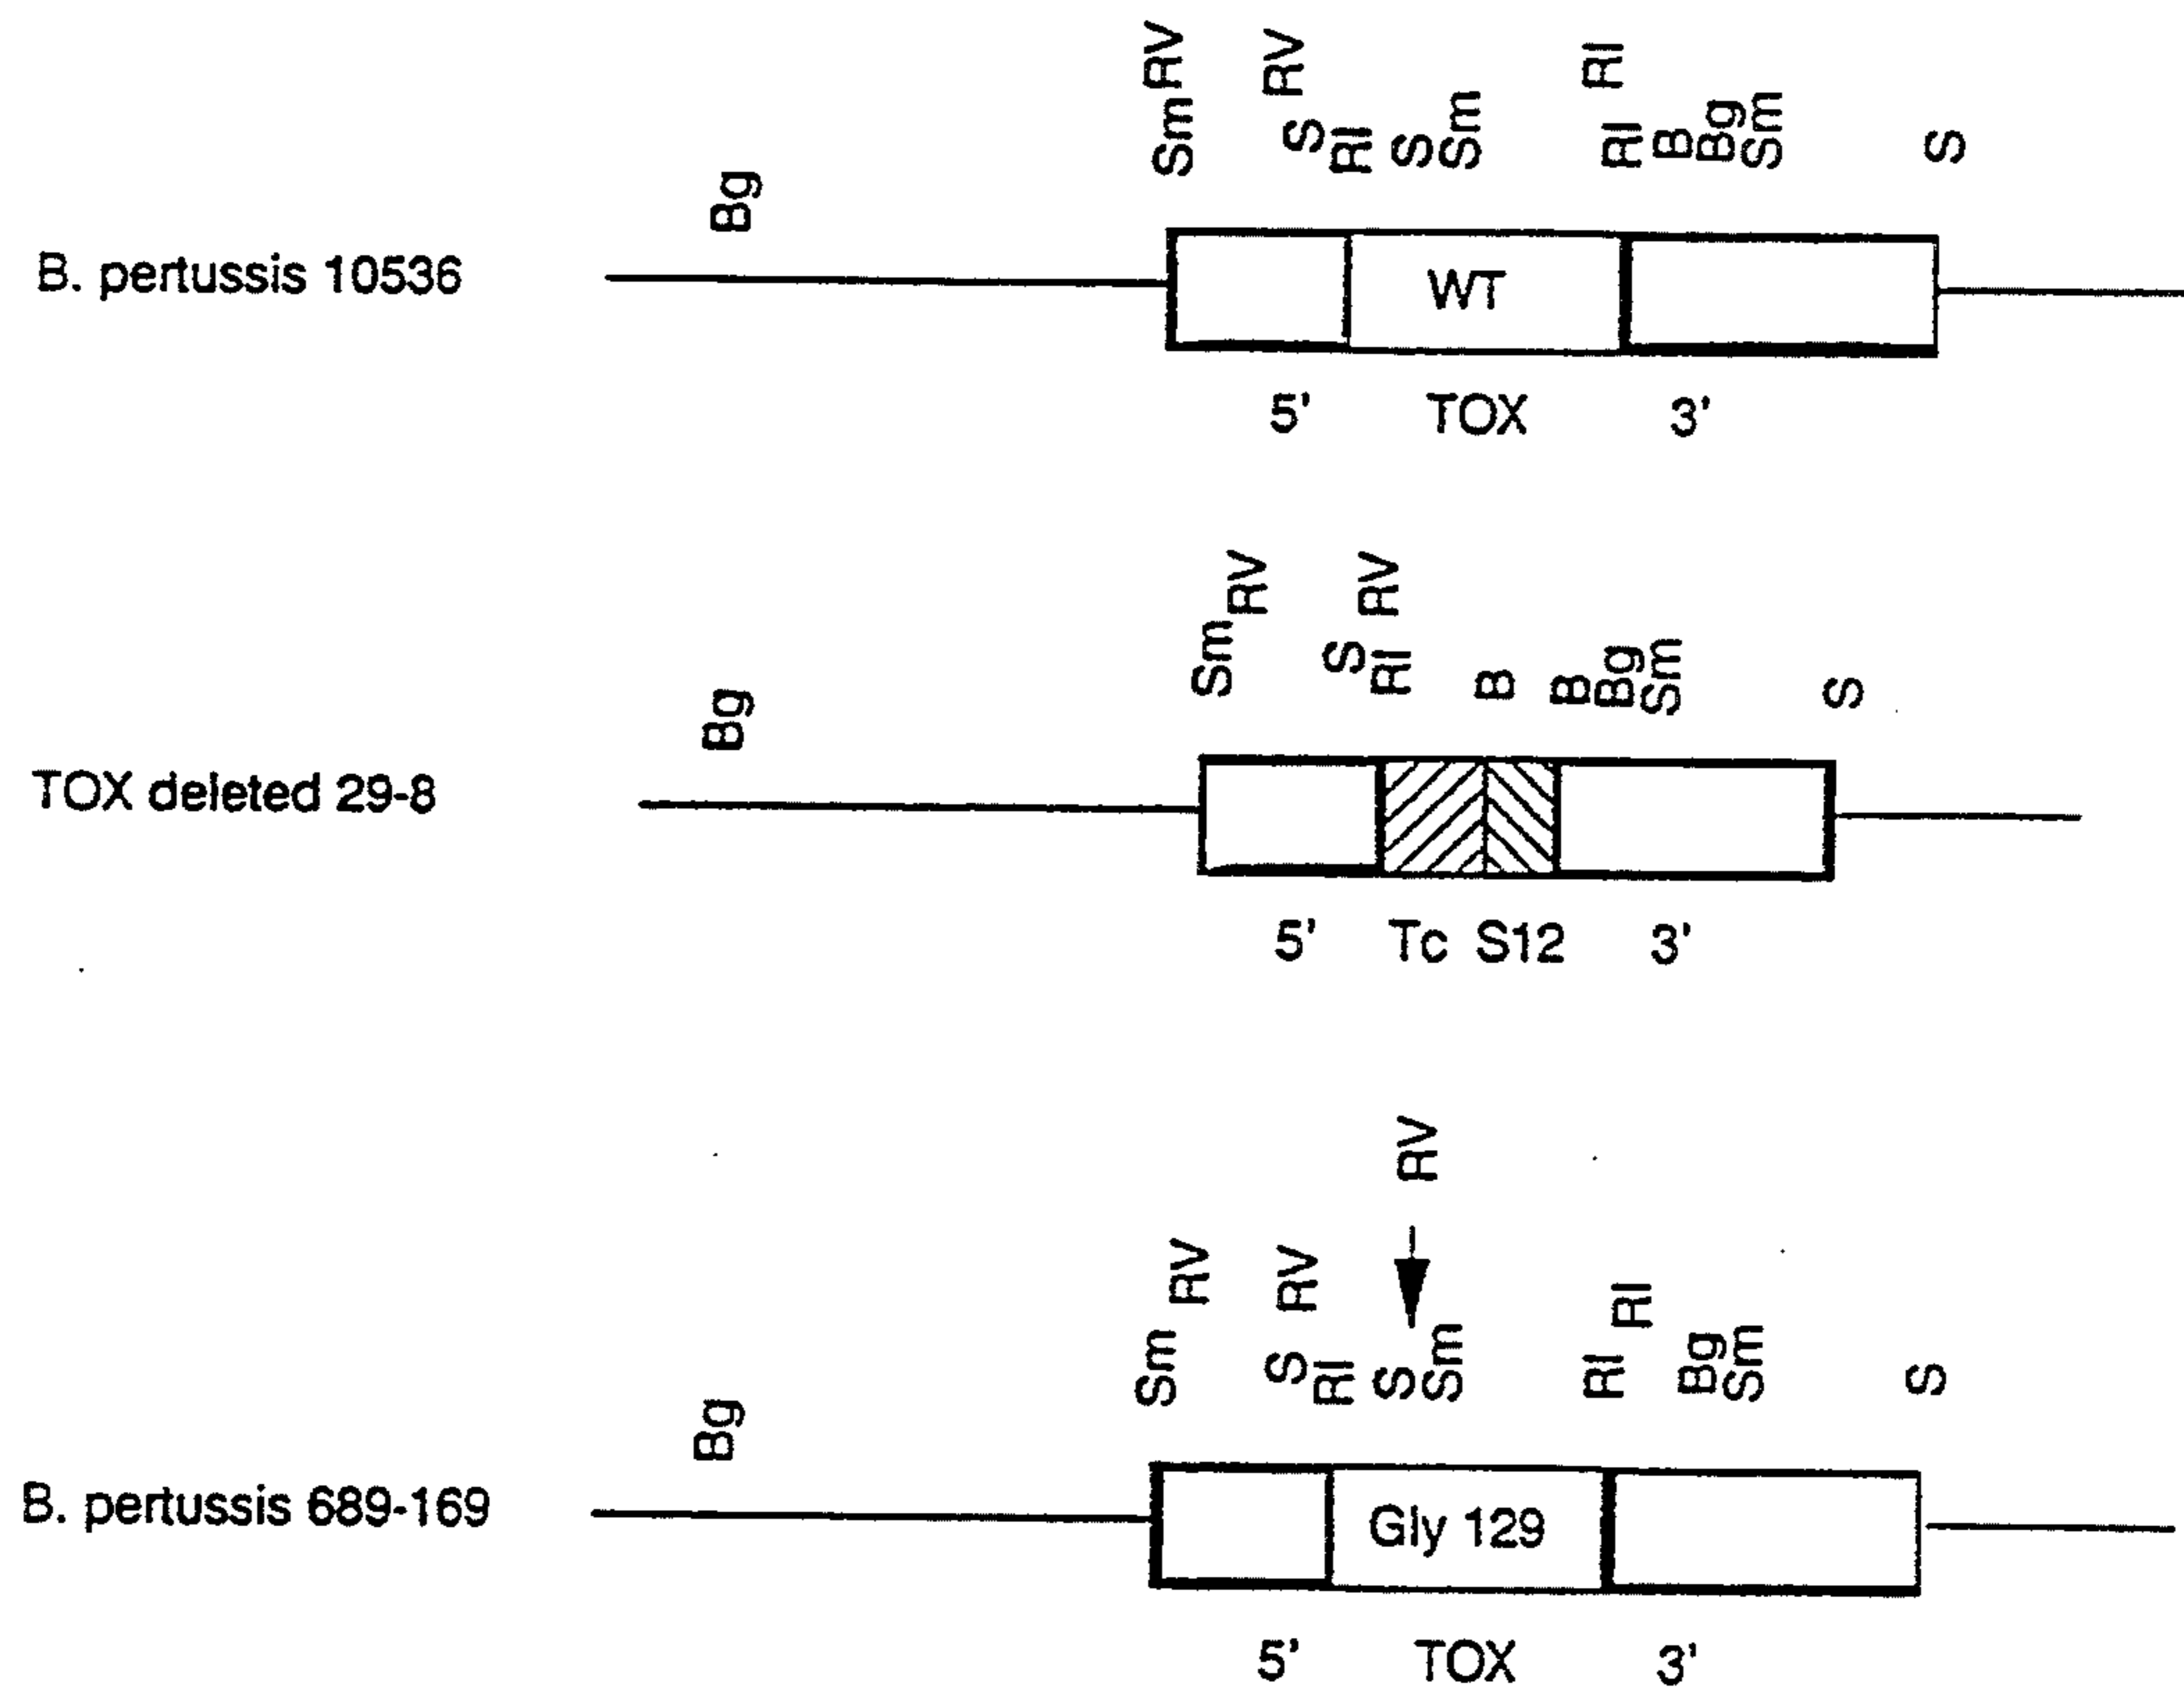 Bg Sm RV RV S RI S Sm RI RI B Bg Sm S
B. pertussis 10536
WT
5' TOX 3'
Bg Sm RV S RV RI B B Bg Sm S
TOX deleted 29-8
5' Tc S12 3'
RV
Bg Sm RV S RV RI S Sm RI RI Bg Sm S
B. pertussis 689-169
Gly 129
5' TOX 3'